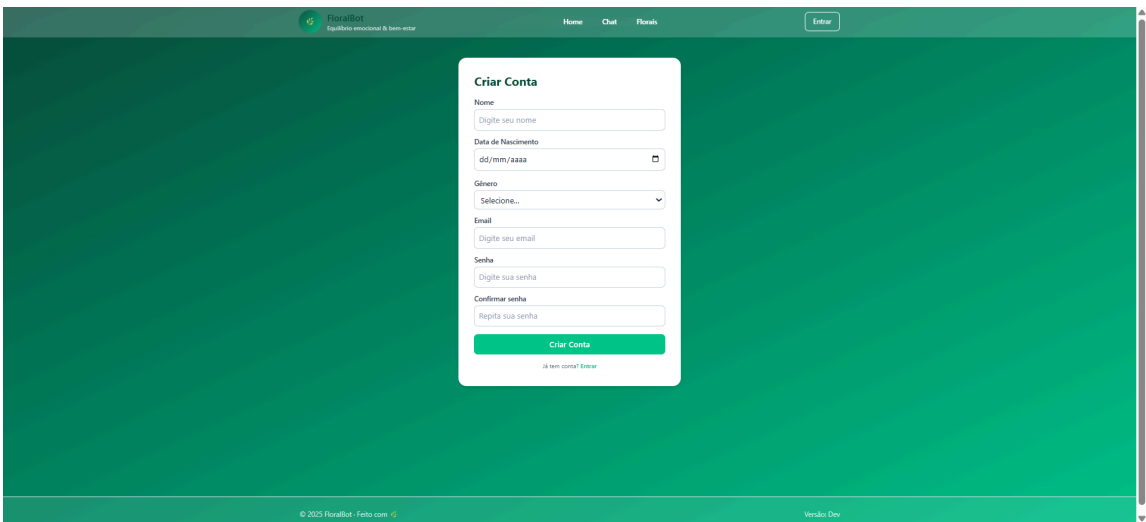 FloralBot
Equilíbrio emocional & bem-estar
Home Chat Florais
Entrar
Criar Conta
Nome
Digite seu nome
Data de Nascimento
dd/mm/aaaa
Gênero
Selecione...
Email
Digite seu email
Senha
Digite sua senha
Confirmar senha
Repita sua senha
Criar Conta
Já tem conta? Entrar
© 2025 FloralBot - Feito com
Versão: Dev